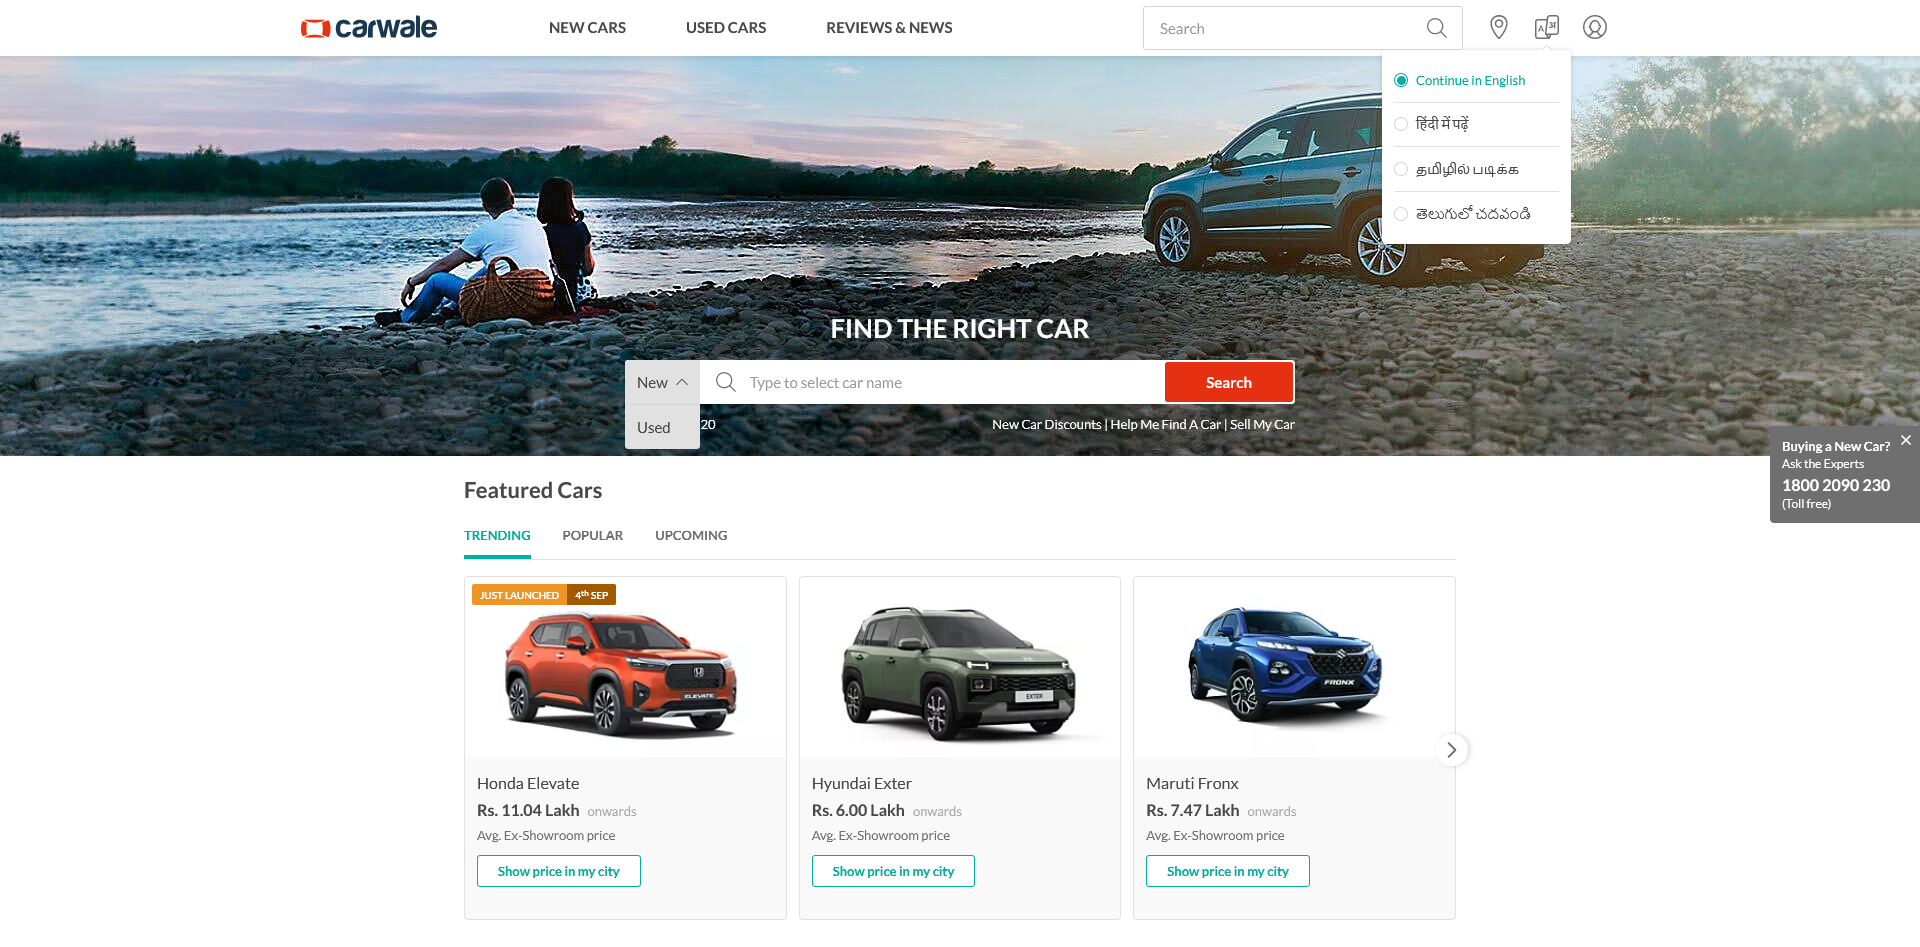 carwale
NEW CARS
USED CARS
REVIEWS & NEWS
Search
Continue in English
हिंदी में पढ़ें
தமிழில் படிக்க
తెలుగులో చదవండి
FIND THE RIGHT CAR
New
Type to select car name
Search
Used
20
New Car Discounts | Help Me Find A Car | Sell My Car
Buying a New Car?
Ask the Experts
1800 2090 230
(Toll free)
Featured Cars
TRENDING
POPULAR
UPCOMING
JUST LAUNCHED 4th SEP
ELEVATE
EXTER
FRONX
Honda Elevate
Rs. 11.04 Lakh onwards
Avg. Ex-Showroom price
Show price in my city
Hyundai Exter
Rs. 6.00 Lakh onwards
Avg. Ex-Showroom price
Show price in my city
Maruti Fronx
Rs. 7.47 Lakh onwards
Avg. Ex-Showroom price
Show price in my city